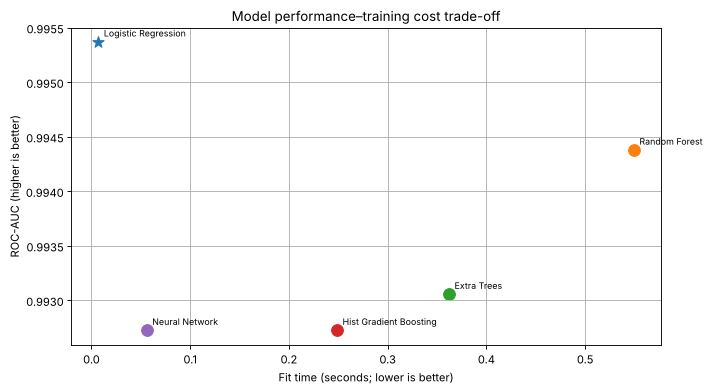 Model performance–training cost trade-off
ROC-AUC (higher is better)
0.9955
0.9950
0.9945
0.9940
0.9935
0.9930
Logistic Regression
Random Forest
Extra Trees
Neural Network
Hist Gradient Boosting
0.0 0.1 0.2 0.3 0.4 0.5
Fit time (seconds; lower is better)